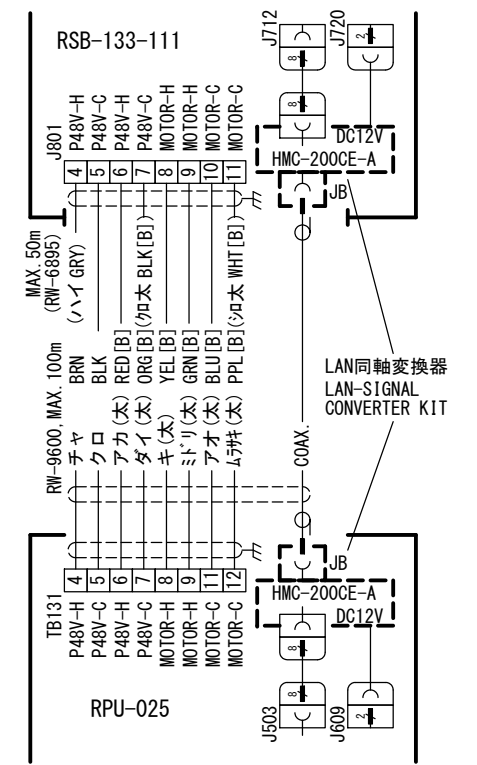 RSB-133-111
J712
J720
8
2
8
DC12V
HMC-200CE-A
JB
J801
P48V-H
P48V-C
P48V-H
P48V-C
MOTOR-H
MOTOR-H
MOTOR-C
MOTOR-C
4 5 6 7 8 9 10 11
MAX. 50m
(RW-6895)
RW-9600, MAX. 100m
チャ BRN (ハイ GRY)
クロ BLK
アカ(太) RED[B]
ダイ(太) ORG[B](クロ太 BLK[B])
キ(太) YEL[B]
ミドリ(太) GRN[B]
アオ(太) BLU[B]
ムラサキ(太) PPL[B](シロ太 WHT[B])
COAX.
LAN同軸変換器
LAN-SIGNAL
CONVERTER KIT
JB
HMC-200CE-A
DC12V
TB131
4 5 6 7 8 9 11 12
P48V-H
P48V-C
P48V-H
P48V-C
MOTOR-H
MOTOR-H
MOTOR-C
MOTOR-C
8
8
2
J503
J609
RPU-025